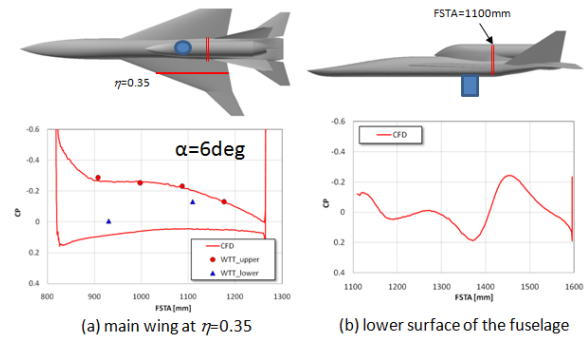 FSTA=1100mm
η=0.35
α=6deg
-0.6
-0.4
-0.2
0
0.2
0.4
CP
CFD
WTT_upper
WTT_lower
800
900
1000
1100
1200
1300
FSTA [mm]
(a) main wing at η=0.35
-0.6
-0.4
-0.2
0
0.2
0.4
CP
CFD
1100
1200
1300
1400
1500
1600
FSTA [mm]
(b) lower surface of the fuselage